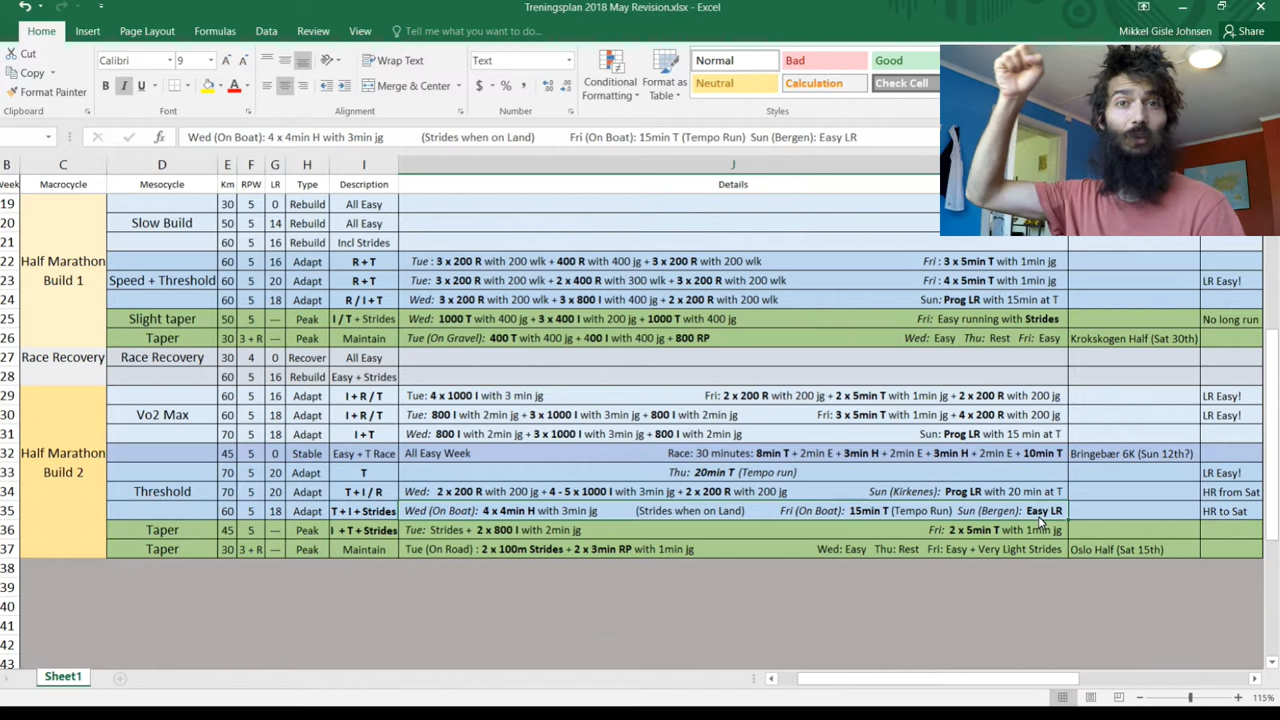 Treningsplan 2018 May Revision.xlsx - Excel
Home Insert Page Layout Formulas Data Review View Tell me what you want to do... Mikkel Gisle Johnsen Share
Cut
Copy
Format Painter
Clipboard
Calibri 9
B I U
Font
Wrap Text
Merge & Center
Alignment
Text
$ % ,
Number
Conditional Formatting
Format as Table
Normal Bad Good
Neutral Calculation Check Cell
Styles
fx Wed (On Boat): 4 x 4min H with 3min jg (Strides when on Land) Fri (On Boat): 15min T (Tempo Run) Sun (Bergen): Easy LR
B C D E F G H I J
Week Macrocycle Mesocycle Km RPW LR Type Description Details
19 30 5 0 Rebuild All Easy
20 Slow Build 50 5 14 Rebuild All Easy
21 60 5 16 Rebuild Incl Strides
22 Half Marathon 60 5 16 Adapt R + T Tue : 3 x 200 R with 200 wlk + 400 R with 400 jg + 3 x 200 R with 200 wlk Fri : 3 x 5min T with 1min jg
23 Build 1 Speed + Threshold 60 5 20 Adapt R + T Tue: 3 x 200 R with 200 wlk + 2 x 400 R with 300 wlk + 3 x 200 R with 200 wlk Fri : 4 x 5min T with 1min jg LR Easy!
24 60 5 18 Adapt R / I + T Wed: 3 x 200 R with 200 wlk + 3 x 800 I with 400 jg + 2 x 200 R with 200 wlk Sun: Prog LR with 15min at T
25 Slight taper 50 5 --- Peak I / T + Strides Wed: 1000 T with 400 jg + 3 x 400 I with 200 jg + 1000 T with 400 jg Fri: Easy running with Strides No long run
26 Taper 30 3 + R --- Peak Maintain Tue (On Gravel): 400 T with 400 jg + 400 I with 400 jg + 800 RP Wed: Easy Thu: Rest Fri: Easy Krokskogen Half (Sat 30th)
27 Race Recovery Race Recovery 30 4 0 Recover All Easy
28 60 5 16 Rebuild Easy + Strides
29 60 5 16 Adapt I + R / T Tue: 4 x 1000 I with 3 min jg Fri: 2 x 200 R with 200 jg + 2 x 5min T with 1min jg + 2 x 200 R with 200 jg LR Easy!
30 Vo2 Max 60 5 18 Adapt I + R / T Tue: 800 I with 2min jg + 3 x 1000 I with 3min jg + 800 I with 2min jg Fri: 3 x 5min T with 1min jg + 4 x 200 R with 200 jg LR Easy!
31 70 5 18 Adapt I + T Wed: 800 I with 2min jg + 3 x 1000 I with 3min jg + 800 I with 2min jg Sun: Prog LR with 15 min at T
32 Half Marathon 45 5 0 Stable Easy + T Race All Easy Week Race: 30 minutes: 8min T + 2min E + 3min H + 2min E + 3min H + 2min E + 10min T Bringebær 6K (Sun 12th?)
33 Build 2 70 5 20 Adapt T Thu: 20min T (Tempo run) LR Easy!
34 Threshold 70 5 20 Adapt T + I / R Wed: 2 x 200 R with 200 jg + 4 - 5 x 1000 I with 3min jg + 2 x 200 R with 200 jg Sun (Kirkenes): Prog LR with 20 min at T HR from Sat
35 60 5 18 Adapt T + I + Strides Wed (On Boat): 4 x 4min H with 3min jg (Strides when on Land) Fri (On Boat): 15min T (Tempo Run) Sun (Bergen): Easy LR HR to Sat
36 Taper 45 5 --- Peak I + T + Strides Tue: Strides + 2 x 800 I with 2min jg Fri: 2 x 5min T with 1min jg
37 Taper 30 3 + R --- Peak Maintain Tue (On Road) : 2 x 100m Strides + 2 x 3min RP with 1min jg Wed: Easy Thu: Rest Fri: Easy + Very Light Strides Oslo Half (Sat 15th)
38
39
40
41
42
43
Sheet1
115%